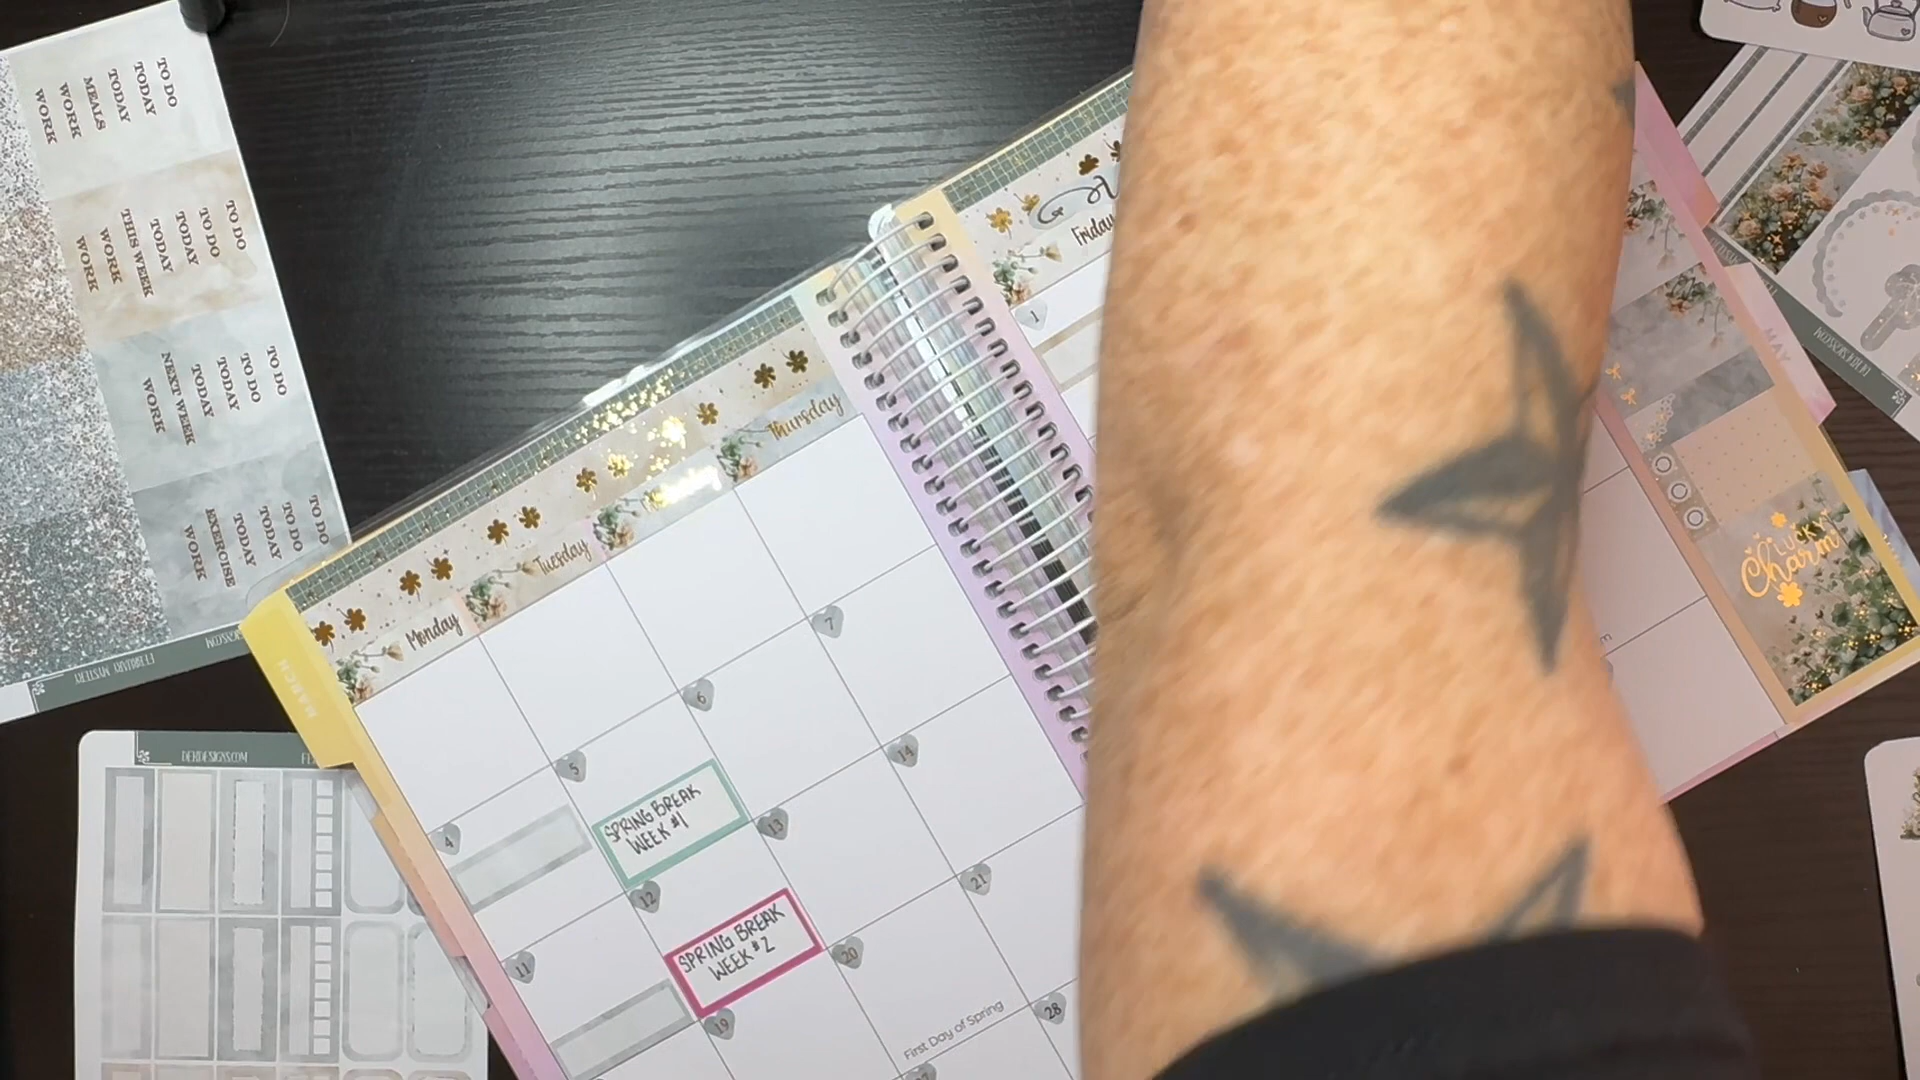 TO DO
TODAY
TODAY
MEALS
WORK
WORK
TO DO
TO DO
TODAY
TODAY
THIS WEEK
WORK
WORK
TO DO
TO DO
TODAY
TODAY
NEXT WEEK
WORK
TO DO
TO DO
TODAY
TODAY
EXERCISE
WORK
FEBRUARY MYSTERY
DEKDESIGNS.COM
MARCH
Monday
Tuesday
Thursday
Friday
1
4
5
6
7
SPRING BREAK
WEEK #1
11
12
13
14
SPRING BREAK
WEEK #2
19
20
21
First Day of Spring
28
MAY
LUCKY
Charm